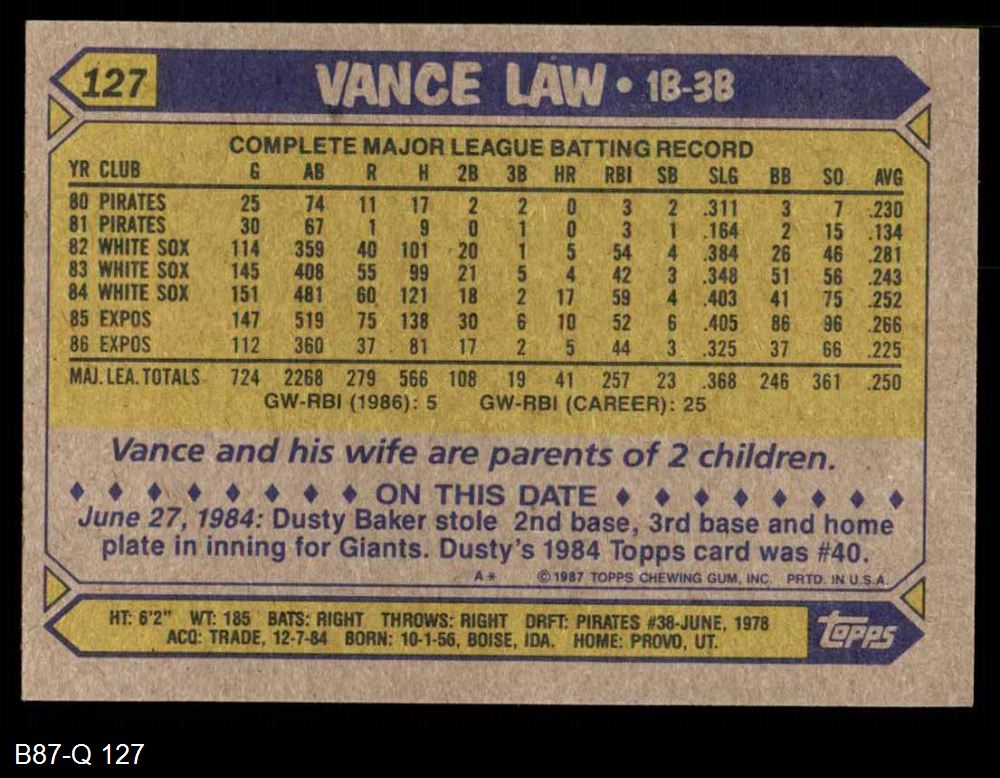 127
VANCE LAW • 1B-3B
COMPLETE MAJOR LEAGUE BATTING RECORD
YR CLUB G AB R H 2B 3B HR RBI SB SLG BB SO AVG
80 PIRATES 25 74 11 17 2 2 0 3 2 .311 3 7 .230
81 PIRATES 30 67 1 9 0 1 0 3 1 .164 2 15 .134
82 WHITE SOX 114 359 40 101 20 1 5 54 4 .384 26 46 .281
83 WHITE SOX 145 408 55 99 21 5 4 42 3 .348 51 56 .243
84 WHITE SOX 151 481 60 121 18 2 17 59 4 .403 41 75 .252
85 EXPOS 147 519 75 138 30 6 10 52 6 .405 86 96 .266
86 EXPOS 112 360 37 81 17 2 5 44 3 .325 37 66 .225
MAJ. LEA. TOTALS 724 2268 279 566 108 19 41 257 23 .368 246 361 .250
GW-RBI (1986): 5 GW-RBI (CAREER): 25
Vance and his wife are parents of 2 children.
♦ ♦ ♦ ♦ ♦ ♦ ♦ ♦ ON THIS DATE ♦ ♦ ♦ ♦ ♦ ♦ ♦ ♦
June 27, 1984: Dusty Baker stole 2nd base, 3rd base and home
plate in inning for Giants. Dusty's 1984 Topps card was #40.
A* ©1987 TOPPS CHEWING GUM, INC. PRTD. IN U.S.A.
HT: 6'2" WT: 185 BATS: RIGHT THROWS: RIGHT DRFT: PIRATES #38-JUNE, 1978
ACQ: TRADE, 12-7-84 BORN: 10-1-56, BOISE, IDA. HOME: PROVO, UT.
TOPPS
B87-Q 127